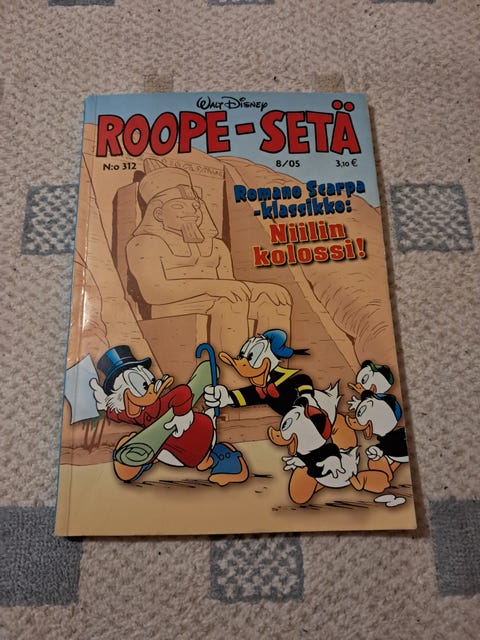 Walt Disney
ROOPE-SETÄ
N:o 312
8/05
3,10 €
Romano Scarpa
-klassikko:
Niilin
kolossi!